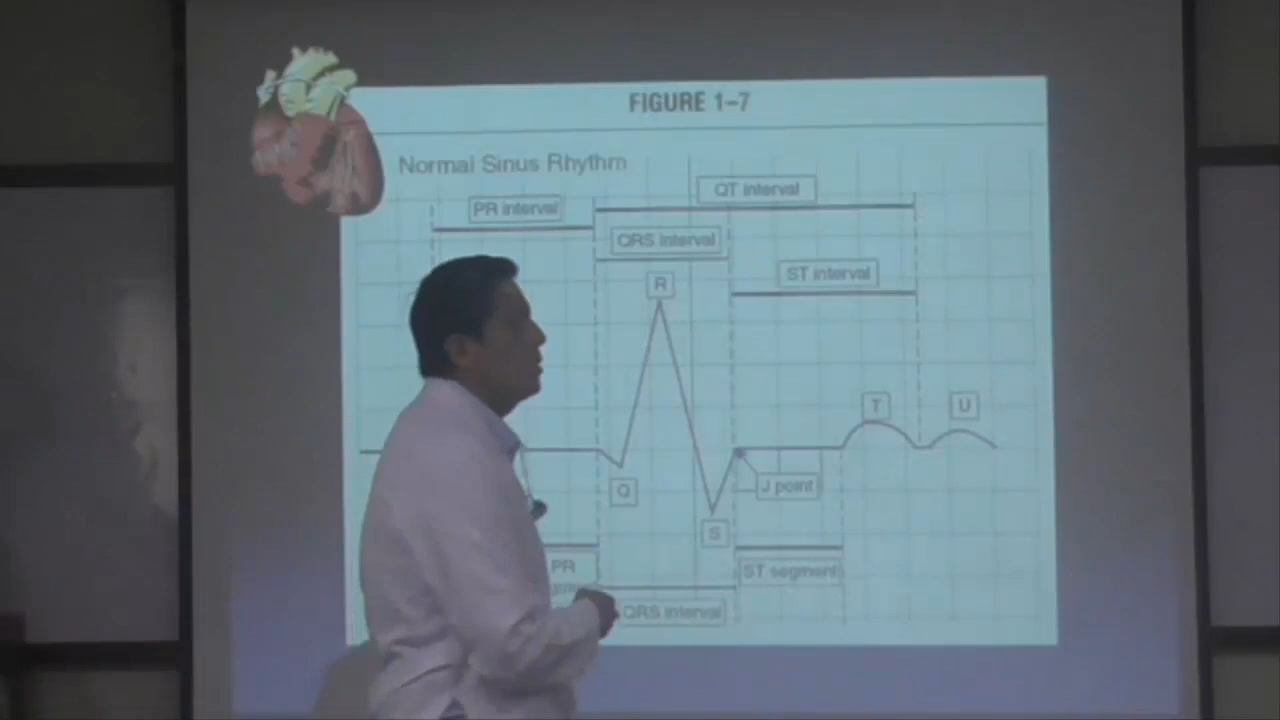 FIGURE 1–7
Normal Sinus Rhythm
QT interval
PR interval
QRS interval
ST interval
R
T
U
J point
Q
S
PR
ST segment
QRS interval